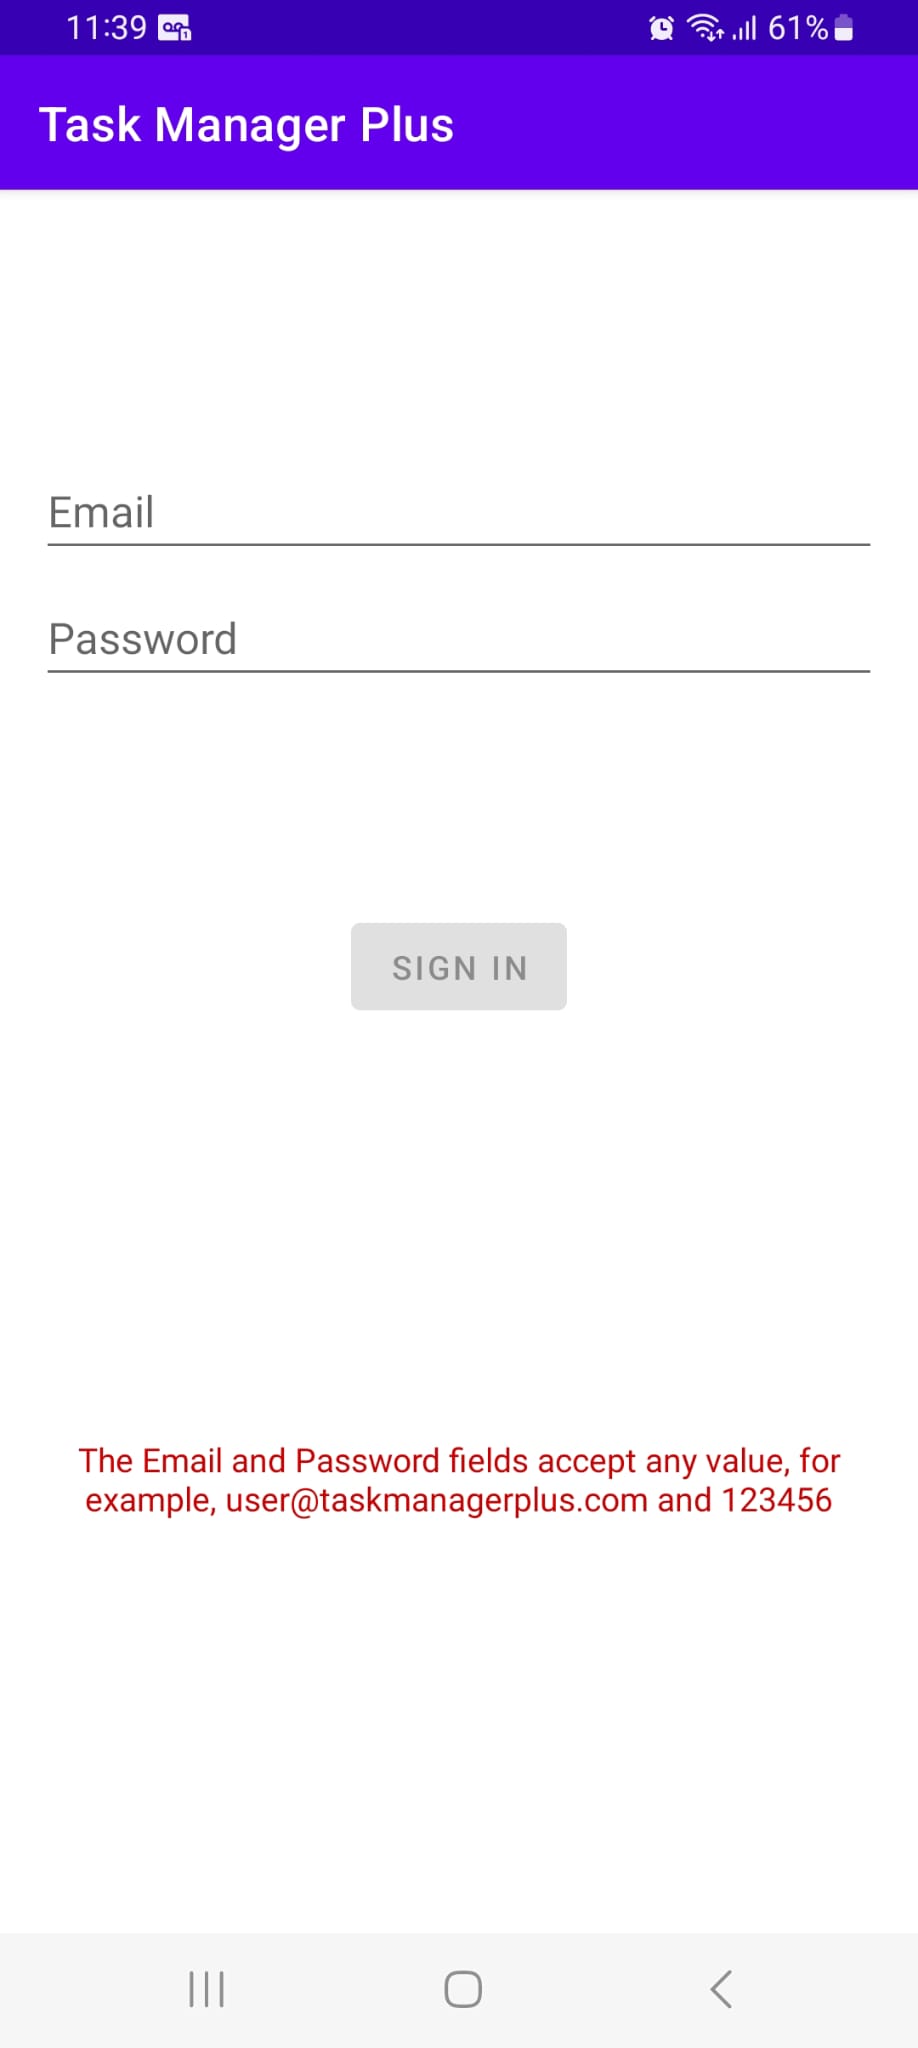 11:39
61%
Task Manager Plus
Email
Password
SIGN IN
The Email and Password fields accept any value, for
example, user@taskmanagerplus.com and 123456